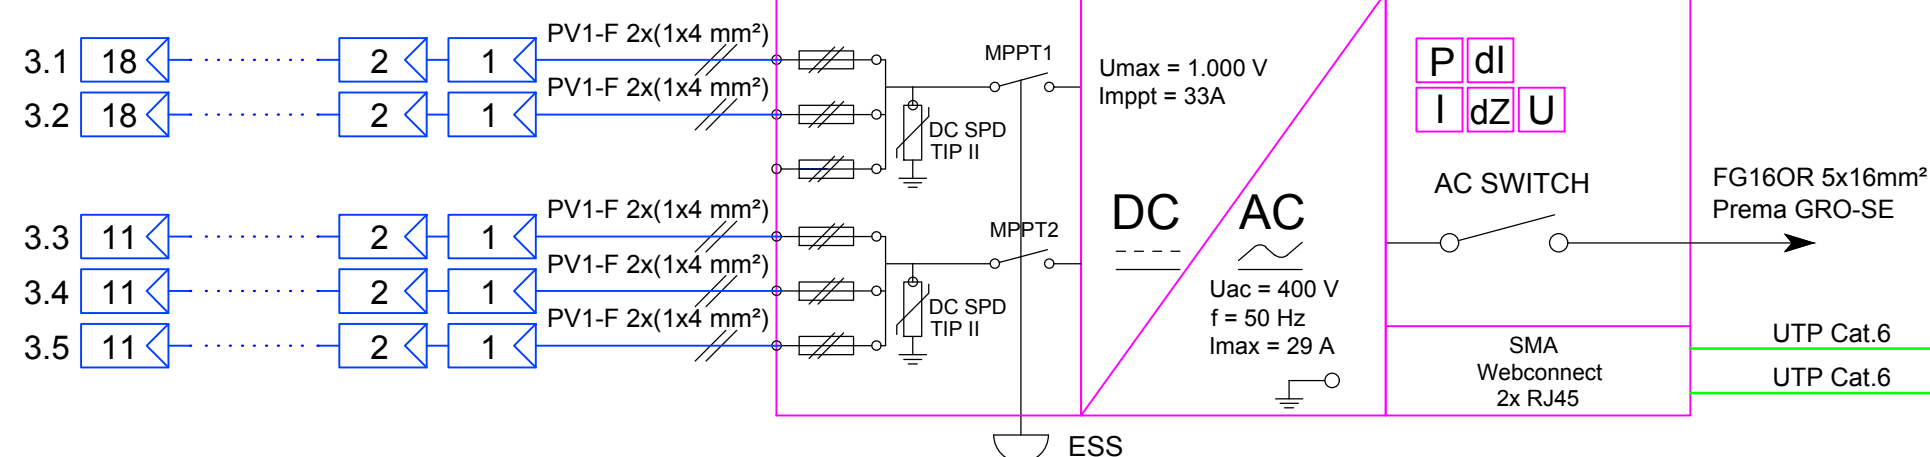 3.1 18 2 1 PV1-F 2x(1x4 mm²)
3.2 18 2 1 PV1-F 2x(1x4 mm²)
3.3 11 2 1 PV1-F 2x(1x4 mm²)
3.4 11 2 1 PV1-F 2x(1x4 mm²)
3.5 11 2 1 PV1-F 2x(1x4 mm²)
MPPT1
DC SPD
TIP II
MPPT2
DC SPD
TIP II
ESS
Umax = 1.000 V
Imppt = 33A
DC
AC
Uac = 400 V
f = 50 Hz
Imax = 29 A
P dI
I dZ U
AC SWITCH
SMA
Webconnect
2x RJ45
FG16OR 5x16mm²
Prema GRO-SE
UTP Cat.6
UTP Cat.6